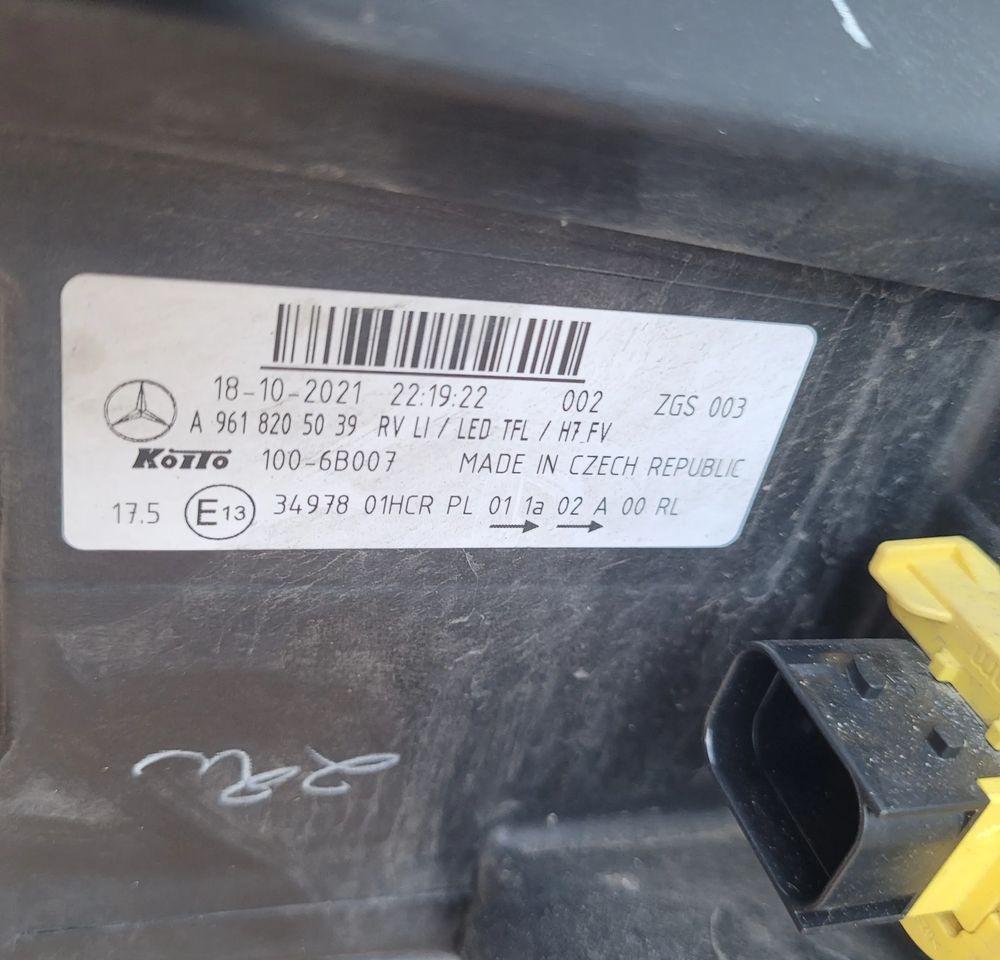 18-10-2021 22:19:22 002 ZGS 003
A 961 820 50 39 RV LI / LED TFL / H7 FV
KOITO 100-6B007 MADE IN CZECH REPUBLIC
17.5 E13 34978 01HCR PL 01 1a 02 A 00 RL